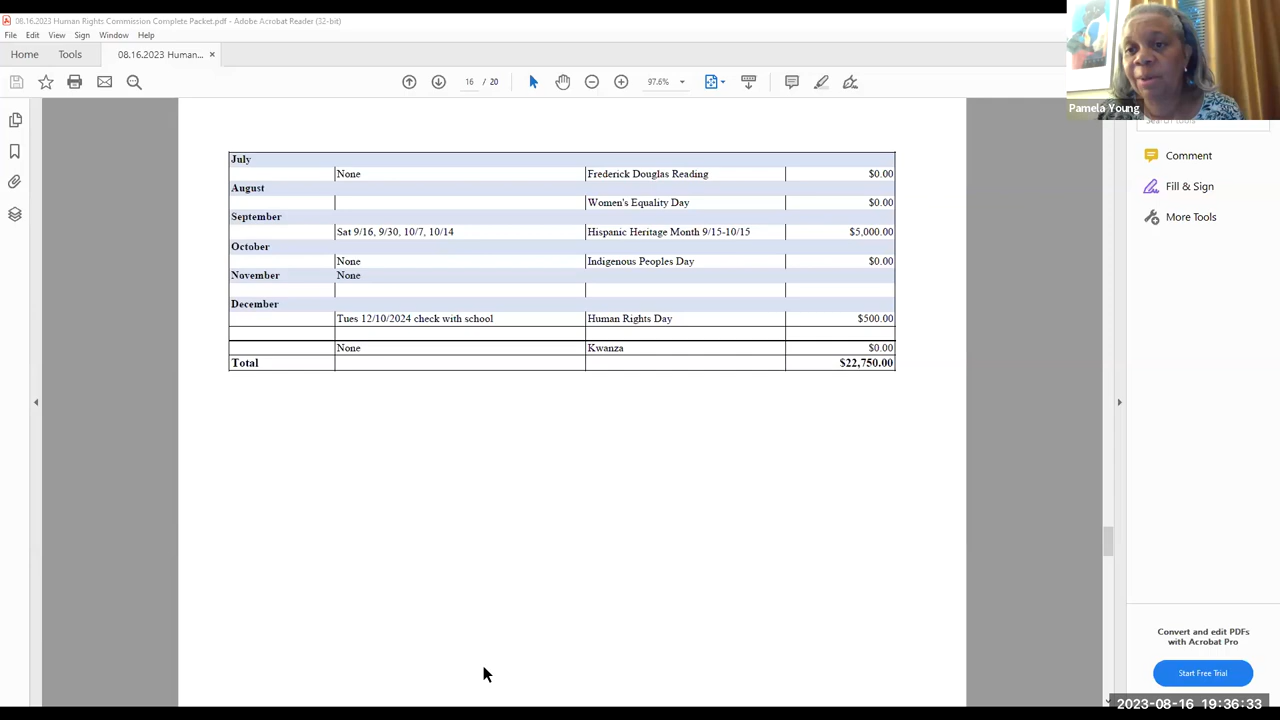 08.16.2023 Human Rights Commission Complete Packet.pdf - Adobe Acrobat Reader (32-bit)
File Edit View Sign Window Help
Home Tools 08.16.2023 Human... ×
16 / 20 97.6%
Pamela Young
Search tools
Comment
Fill & Sign
More Tools
July
None Frederick Douglas Reading $0.00
August
Women's Equality Day $0.00
September
Sat 9/16, 9/30, 10/7, 10/14 Hispanic Heritage Month 9/15-10/15 $5,000.00
October
None Indigenous Peoples Day $0.00
November None
December
Tues 12/10/2024 check with school Human Rights Day $500.00
None Kwanza $0.00
Total $22,750.00
Convert and edit PDFs
with Acrobat Pro
Start Free Trial
2023-08-16 19:36:33